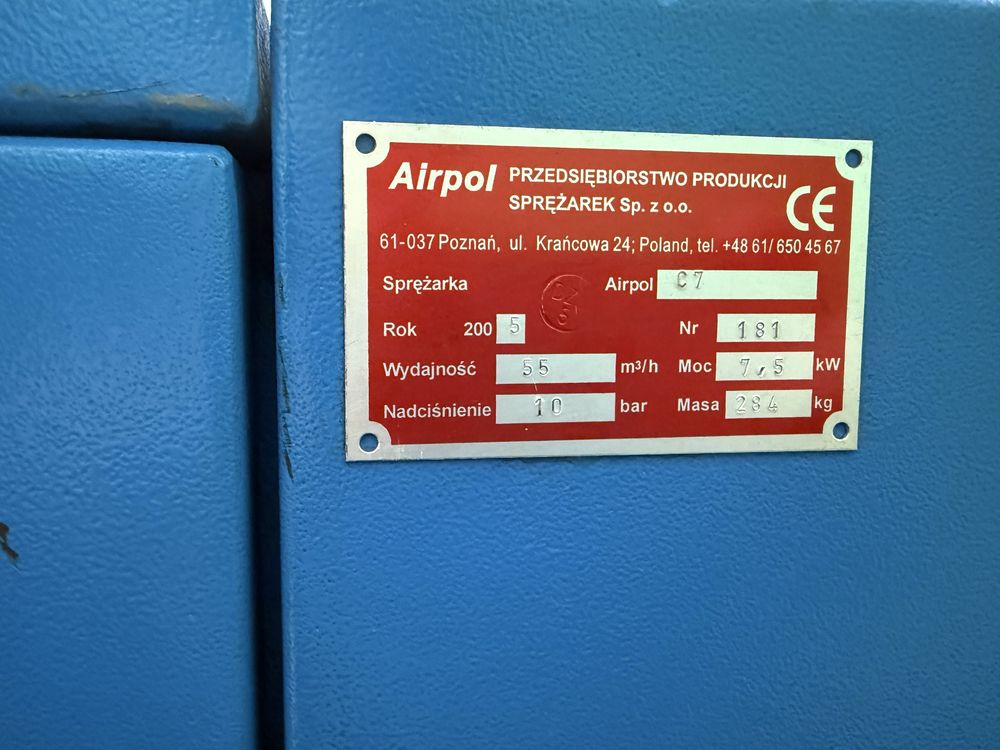 Airpol PRZEDSIĘBIORSTWO PRODUKCJI
SPRĘŻAREK Sp. z o.o.
CE
61-037 Poznań, ul. Krańcowa 24; Poland, tel. +48 61/ 650 45 67
Sprężarka Airpol C7
Rok 2005 Nr 181
Wydajność 55 m³/h Moc 7,5 kW
Nadciśnienie 10 bar Masa 284 kg